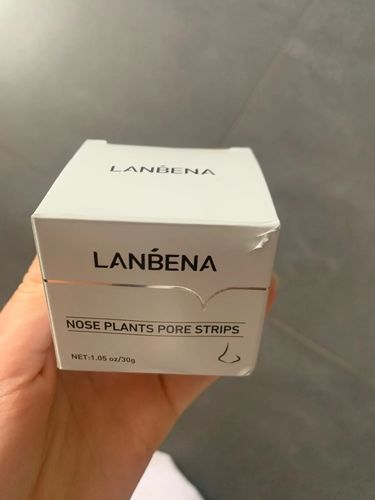 LANBENA
LANBENA
NOSE PLANTS PORE STRIPS
NET:1.05 oz/30g